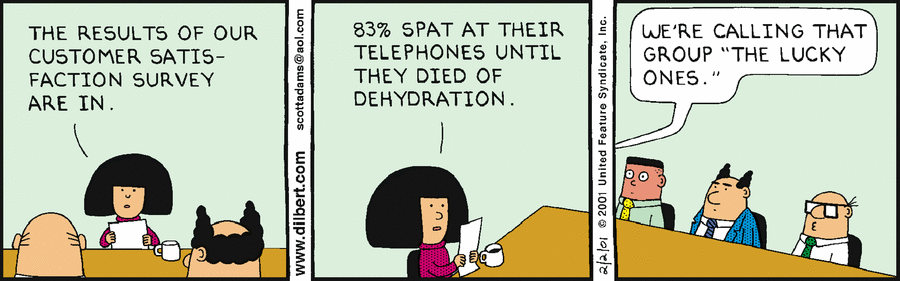 THE RESULTS OF OUR
CUSTOMER SATIS-
FACTION SURVEY
ARE IN.
www.dilbert.com
scottadams@aol.com
83% SPAT AT THEIR
TELEPHONES UNTIL
THEY DIED OF
DEHYDRATION.
2/2/01 © 2001 United Feature Syndicate, Inc.
WE'RE CALLING THAT
GROUP "THE LUCKY
ONES."